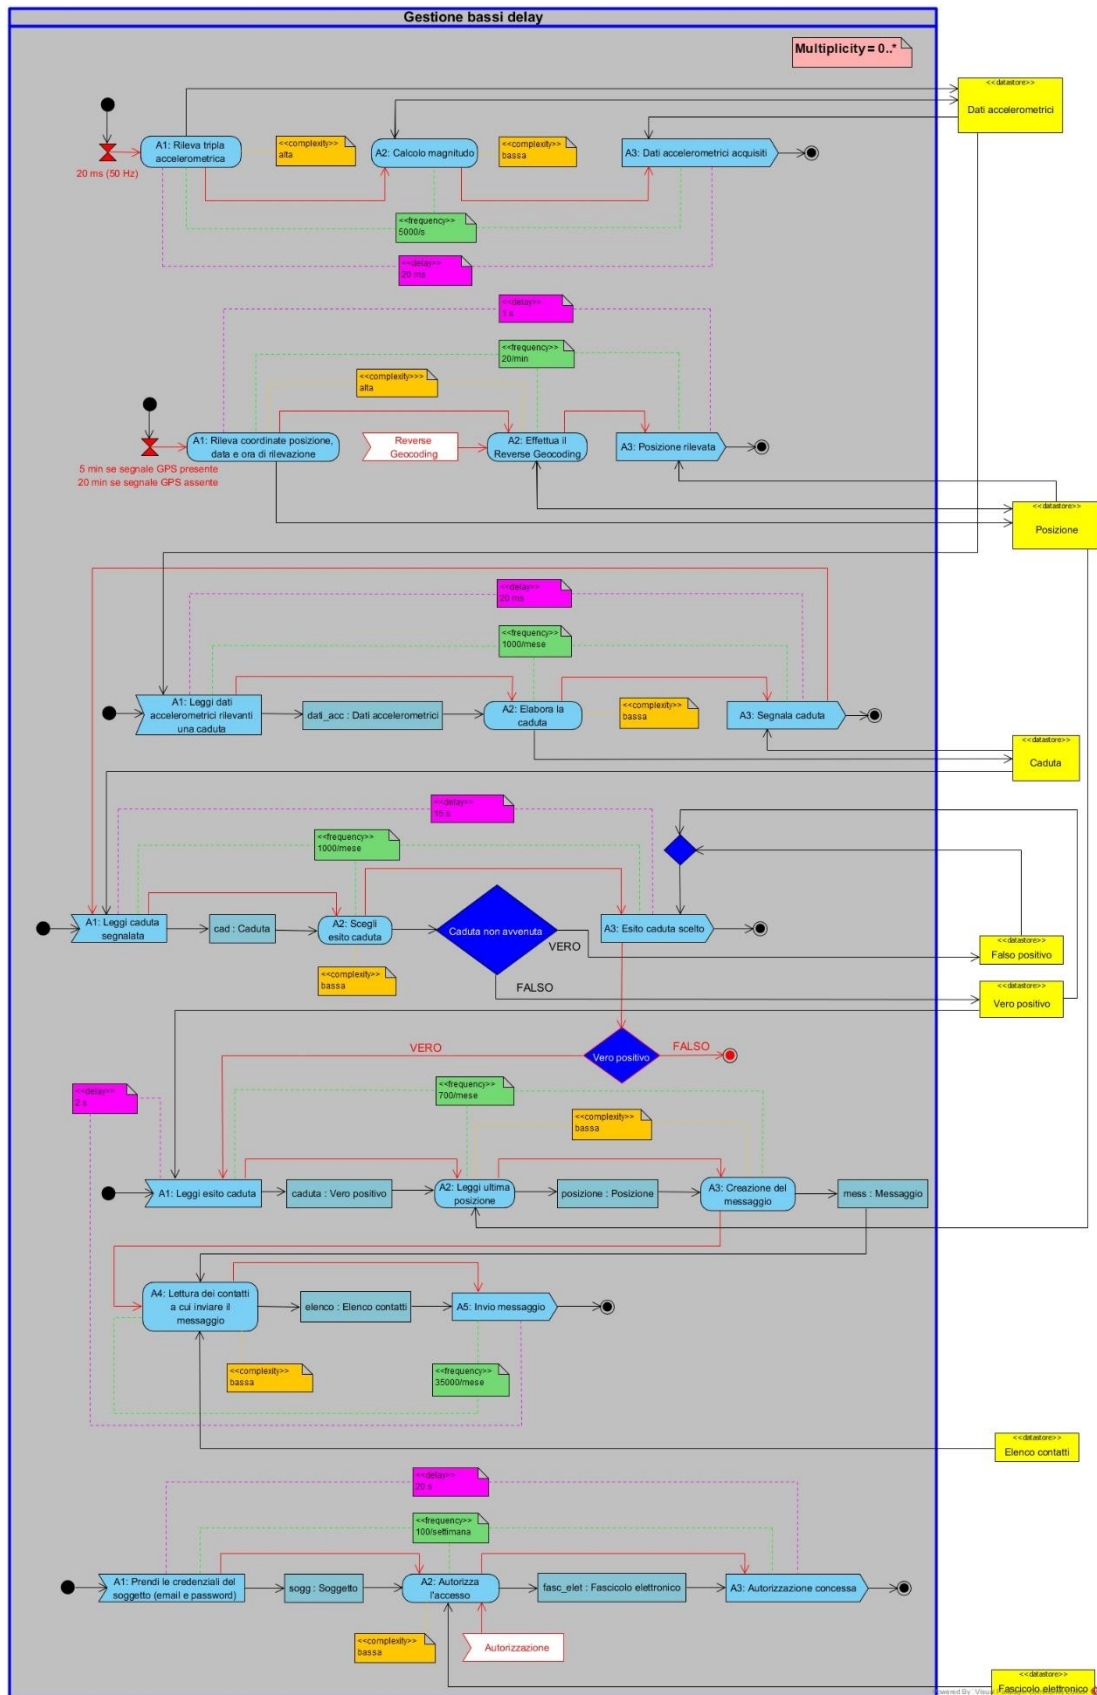 Gestione bassi delay
Multiplicity = 0..*
<<datastore>>
Dati accelerometrici
A1: Rileva tripla
accelerometrica
<<complexity>>
alta
A2: Calcolo magnitudo
<<complexity>>
bassa
A3: Dati accelerometrici acquisiti
20 ms (50 Hz)
<<frequency>>
5000/s
<<delay>>
20 ms
<<delay>>
1 s
<<frequency>>
20/min
<<complexity>>
alta
A1: Rileva coordinate posizione,
data e ora di rilevazione
Reverse
Geocoding
A2: Effettua il
Reverse Geocoding
A3: Posizione rilevata
5 min se segnale GPS presente
20 min se segnale GPS assente
<<datastore>>
Posizione
<<delay>>
20 ms
<<frequency>>
1000/mese
A1: Leggi dati
accelerometrici rilevanti
una caduta
dati_acc : Dati accelerometrici
A2: Elabora la
caduta
<<complexity>>
bassa
A3: Segnala caduta
<<datastore>>
Caduta
<<delay>>
15 s
<<frequency>>
1000/mese
A1: Leggi caduta
segnalata
cad : Caduta
A2: Scegli
esito caduta
Caduta non avvenuta
VERO
A3: Esito caduta scelto
<<datastore>>
Falso positivo
<<complexity>>
bassa
FALSO
<<datastore>>
Vero positivo
VERO
Vero positivo
FALSO
<<delay>>
2 s
<<frequency>>
700/mese
<<complexity>>
bassa
A1: Leggi esito caduta
caduta : Vero positivo
A2: Leggi ultima
posizione
posizione : Posizione
A3: Creazione del
messaggio
mess : Messaggio
A4: Lettura dei contatti
a cui inviare il
messaggio
elenco : Elenco contatti
A5: Invio messaggio
<<complexity>>
bassa
<<frequency>>
35000/mese
<<datastore>>
Elenco contatti
<<delay>>
20 s
<<frequency>>
100/settimana
A1: Prendi le credenziali del
soggetto (email e password)
sogg : Soggetto
A2: Autorizza
l'accesso
fasc_elet : Fascicolo elettronico
A3: Autorizzazione concessa
<<complexity>>
bassa
Autorizzazione
<<datastore>>
Fascicolo elettronico